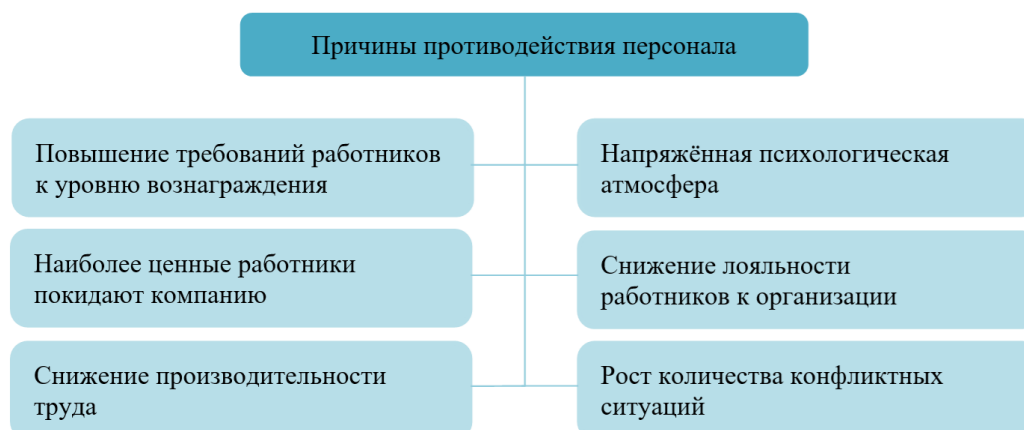 Причины противодействия персонала
Повышение требований работников
к уровню вознаграждения
Напряжённая психологическая
атмосфера
Наиболее ценные работники
покидают компанию
Снижение лояльности
работников к организации
Снижение производительности
труда
Рост количества конфликтных
ситуаций